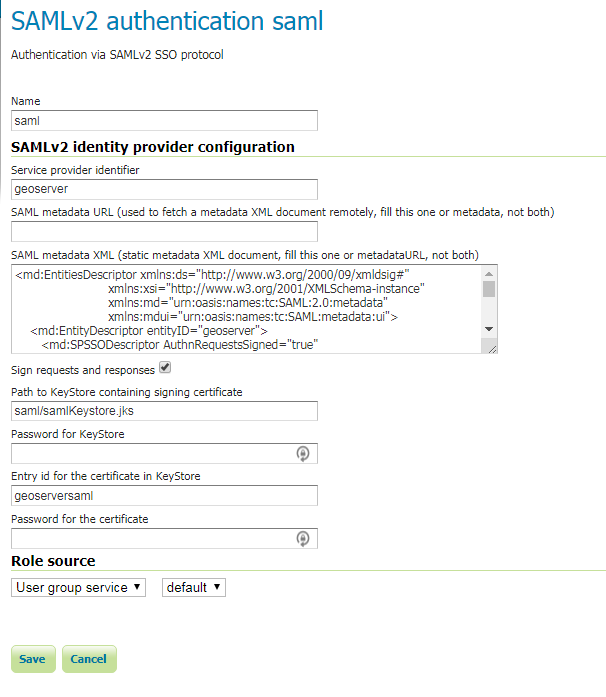 SAMLv2 authentication saml
Authentication via SAMLv2 SSO protocol
Name
saml
SAMLv2 identity provider configuration
Service provider identifier
geoserver
SAML metadata URL (used to fetch a metadata XML document remotely, fill this one or metadata, not both)
SAML metadata XML (static metadata XML document, fill this one or metadataURL, not both)
<md:EntitiesDescriptor xmlns:ds="http://www.w3.org/2000/09/xmldsig#"
xmlns:xsi="http://www.w3.org/2001/XMLSchema-instance"
xmlns:md="urn:oasis:names:tc:SAML:2.0:metadata"
xmlns:mdui="urn:oasis:names:tc:SAML:metadata:ui">
<md:EntityDescriptor entityID="geoserver">
<md:SPSSODescriptor AuthnRequestsSigned="true"
Sign requests and responses
Path to KeyStore containing signing certificate
saml/samlKeystore.jks
Password for KeyStore
Entry id for the certificate in KeyStore
geoserversaml
Password for the certificate
Role source
User group service default
Save Cancel